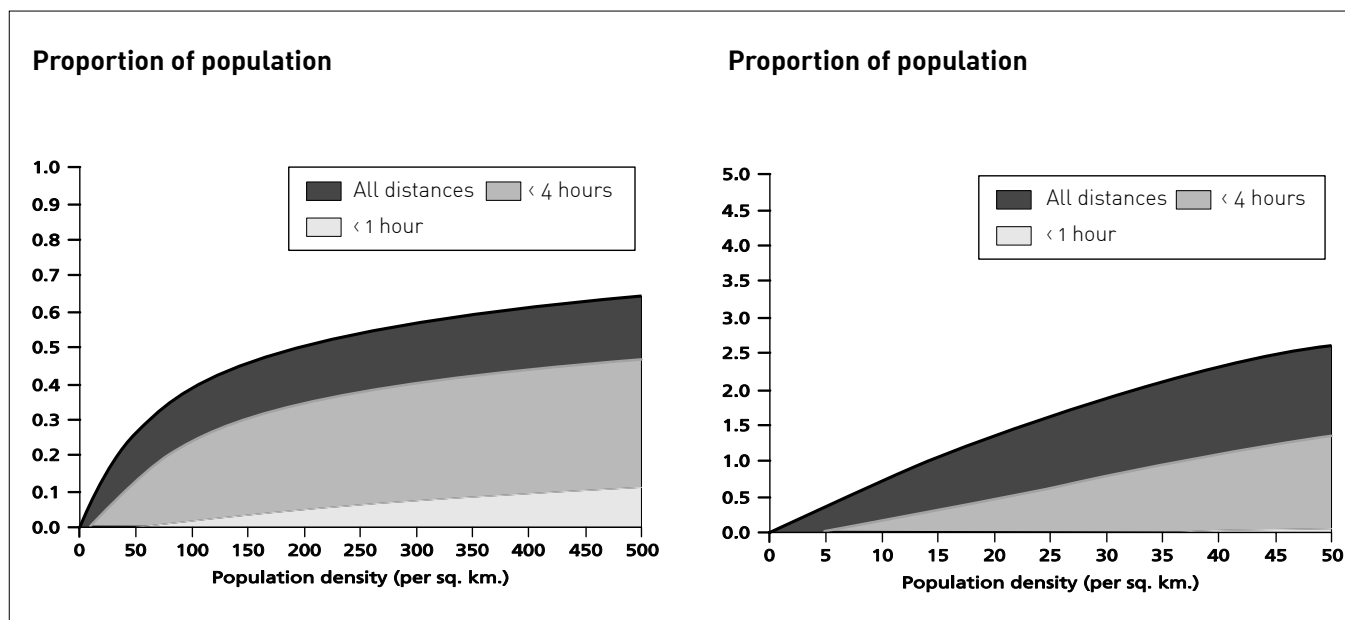 Proportion of population
1.0
0.9
0.8
0.7
0.6
0.5
0.4
0.3
0.2
0.1
0.0
All distances
‹ 4 hours
‹ 1 hour
0 50 100 150 200 250 300 350 400 450 500
Population density (per sq. km.)
Proportion of population
5.0
4.5
4.0
3.5
3.0
2.5
2.0
1.5
1.0
0.5
0.0
All distances
‹ 4 hours
‹ 1 hour
0 5 10 15 20 25 30 35 40 45 50
Population density (per sq. km.)